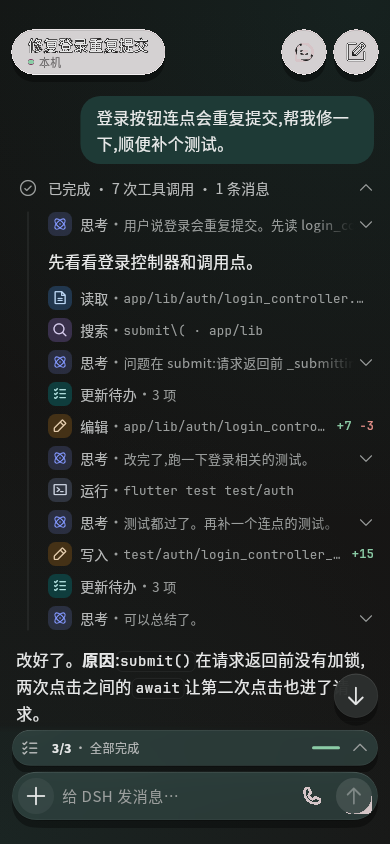 修复登录重复提交
本机
登录按钮连点会重复提交,帮我修一
下,顺便补个测试。
已完成 · 7 次工具调用 · 1 条消息
思考 · 用户说登录会重复提交。先读 login_c
先看看登录控制器和调用点。
读取 · app/lib/auth/login_controller.…
搜索 · submit\( · app/lib
思考 · 问题在 submit:请求返回前 _submitti
更新待办 · 3 项
编辑 · app/lib/auth/login_contro… +7 -3
思考 · 改完了,跑一下登录相关的测试。
运行 · flutter test test/auth
思考 · 测试都过了。再补一个连点的测试。
写入 · test/auth/login_controller_… +15
更新待办 · 3 项
思考 · 可以总结了。
改好了。原因:submit() 在请求返回前没有加锁,
两次点击之间的 await 让第二次点击也进了
求。
3/3 · 全部完成
给 DSH 发消息…